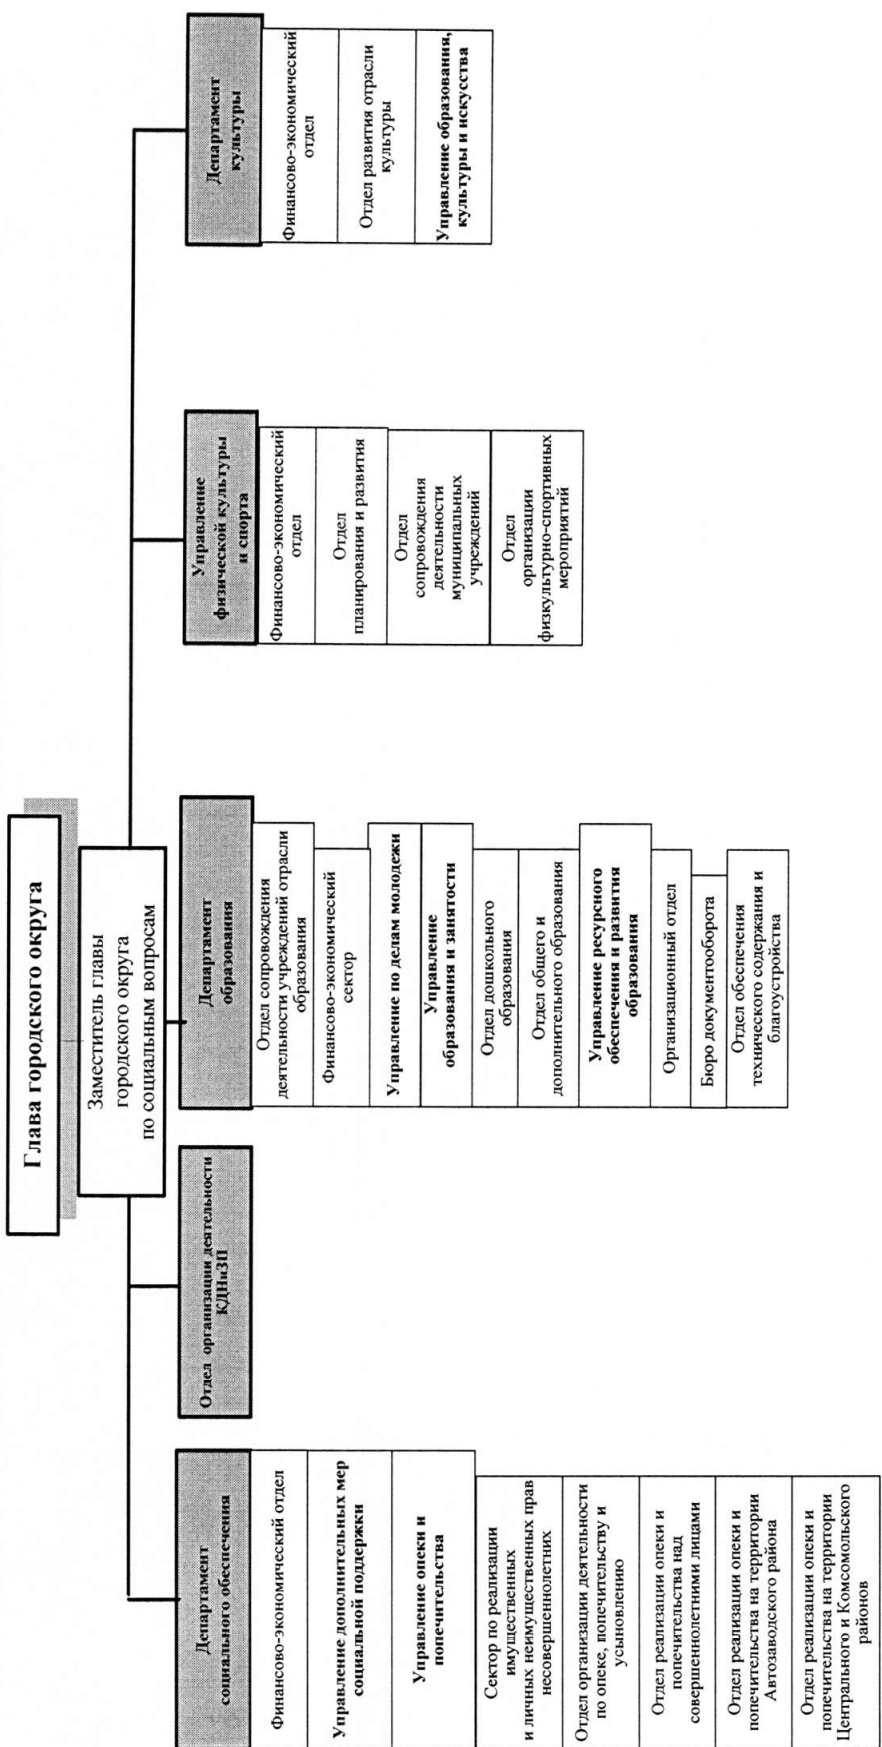 Глава городского округа
Заместитель главы
городского округа
по социальным вопросам
Департамент
социального обеспечения
Финансово-экономический отдел
Управление дополнительных мер
социальной поддержки
Управление опеки и
попечительства
Сектор по реализации
имущественных
и личных неимущественных прав
несовершеннолетних
Отдел организации деятельности
по опеке, попечительству и
усыновлению
Отдел реализации опеки и
попечительства над
совершеннолетними лицами
Отдел реализации опеки и
попечительства на территории
Автозаводского района
Отдел реализации опеки и
попечительства на территории
Центрального и Комсомольского
районов
Отдел организации деятельности
КДНиЗП
Департамент
образования
Отдел сопровождения
деятельности учреждений отрасли
образования
Финансово-экономический
сектор
Управление по делам молодежи
Управление
образования и занятости
Отдел дошкольного
образования
Отдел общего и
дополнительного образования
Управление ресурсного
обеспечения и развития
образования
Организационный отдел
Бюро документооборота
Отдел обеспечения
технического содержания и
благоустройства
Управление
физической культуры
и спорта
Финансово-экономический
отдел
Отдел
планирования и развития
Отдел
сопровождения
деятельности
муниципальных
учреждений
Отдел
организации
физкультурно-спортивных
мероприятий
Департамент
культуры
Финансово-экономический
отдел
Отдел развития отрасли
культуры
Управление образования,
культуры и искусства